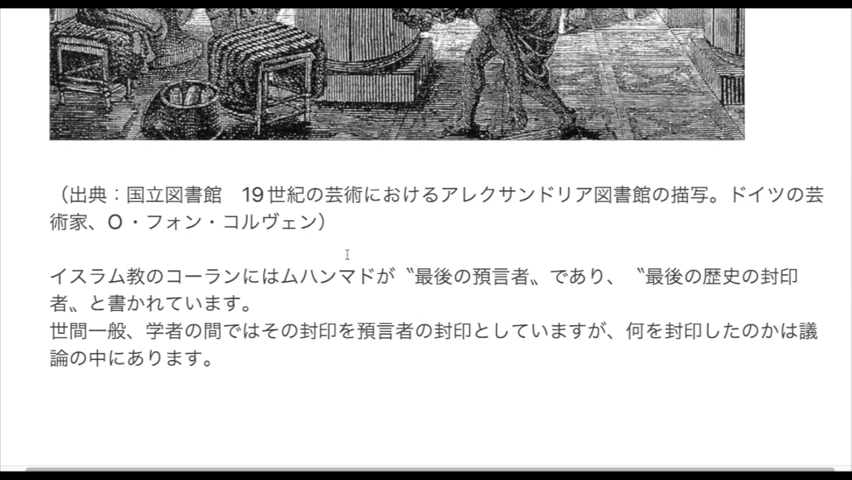 （出典：国立図書館　19世紀の芸術におけるアレクサンドリア図書館の描写。ドイツの芸
術家、O・フォン・コルヴェン）
イスラム教のコーランにはムハンマドが〝最後の預言者〟であり、〝最後の歴史の封印
者〟と書かれています。
世間一般、学者の間ではその封印を預言者の封印としていますが、何を封印したのかは議
論の中にあります。